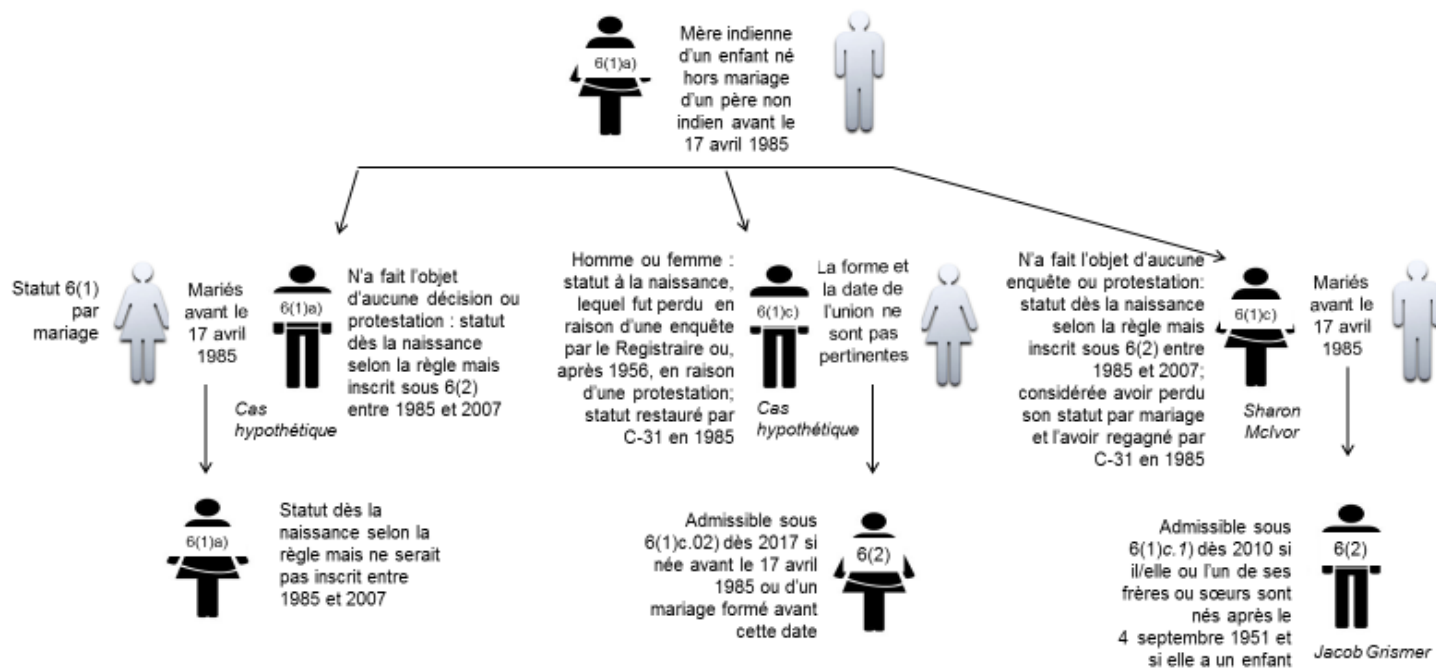 Mère indienne
d'un enfant né
hors mariage
d'un père non
indien avant le
17 avril 1985
6(1)a)
Statut 6(1)
par
mariage
Mariés
avant le
17 avril
1985
6(1)a)
Cas
hypothétique
N'a fait l'objet
d'aucune décision ou
protestation : statut
dès la naissance
selon la règle mais
inscrit sous 6(2)
entre 1985 et 2007
Homme ou femme :
statut à la naissance,
lequel fut perdu en
raison d'une enquête
par le Registraire ou,
après 1956, en raison
d'une protestation;
statut restauré par
C-31 en 1985
6(1)c)
Cas
hypothétique
La forme et
la date de
l'union ne
sont pas
pertinentes
N'a fait l'objet d'aucune
enquête ou protestation:
statut dès la naissance
selon la règle mais
inscrit sous 6(2) entre
1985 et 2007;
considérée avoir perdu
son statut par mariage
et l'avoir regagné par
C-31 en 1985
6(1)c)
Sharon
McIvor
Mariés
avant le
17 avril
1985
6(1)a)
Statut dès la
naissance selon la
règle mais ne serait
pas inscrit entre
1985 et 2007
Admissible sous
6(1)c.02) dès 2017 si
née avant le 17 avril
1985 ou d'un
mariage formé avant
cette date
6(2)
Admissible sous
6(1)c.1) dès 2010 si
il/elle ou l'un de ses
frères ou sœurs sont
nés après le
4 septembre 1951 et
si elle a un enfant
6(2)
Jacob Grismer